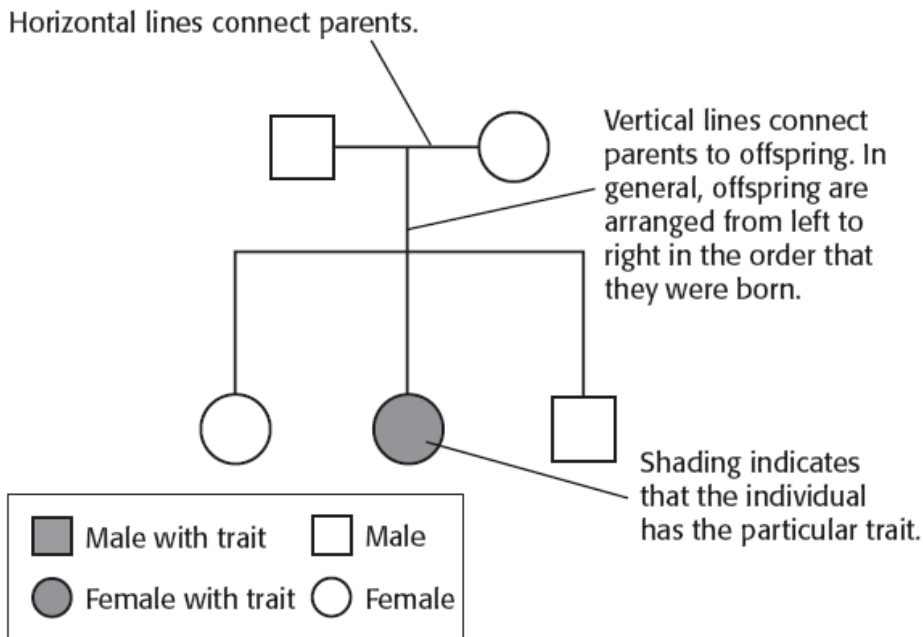 Horizontal lines connect parents.
Vertical lines connect
parents to offspring. In
general, offspring are
arranged from left to
right in the order that
they were born.
Shading indicates
that the individual
has the particular trait.
Male with trait
Male
Female with trait
Female